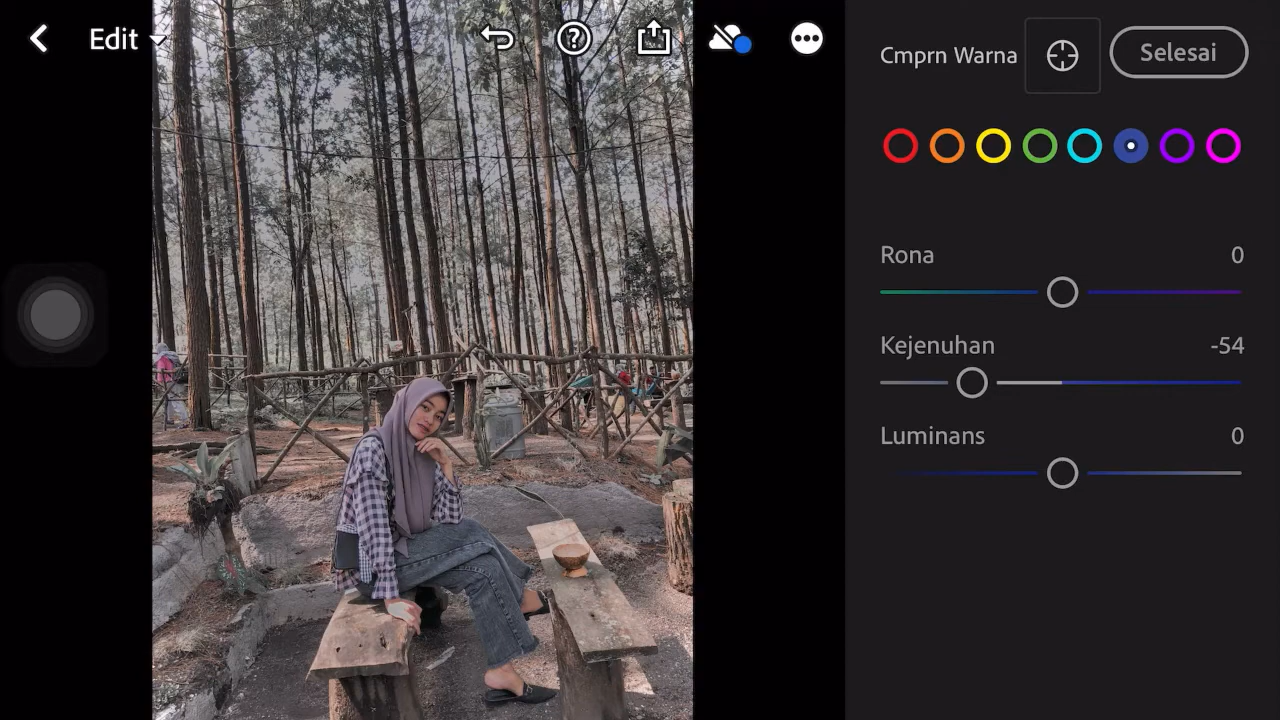 Edit
Cmprn Warna
Selesai
Rona 0
Kejenuhan -54
Luminans 0